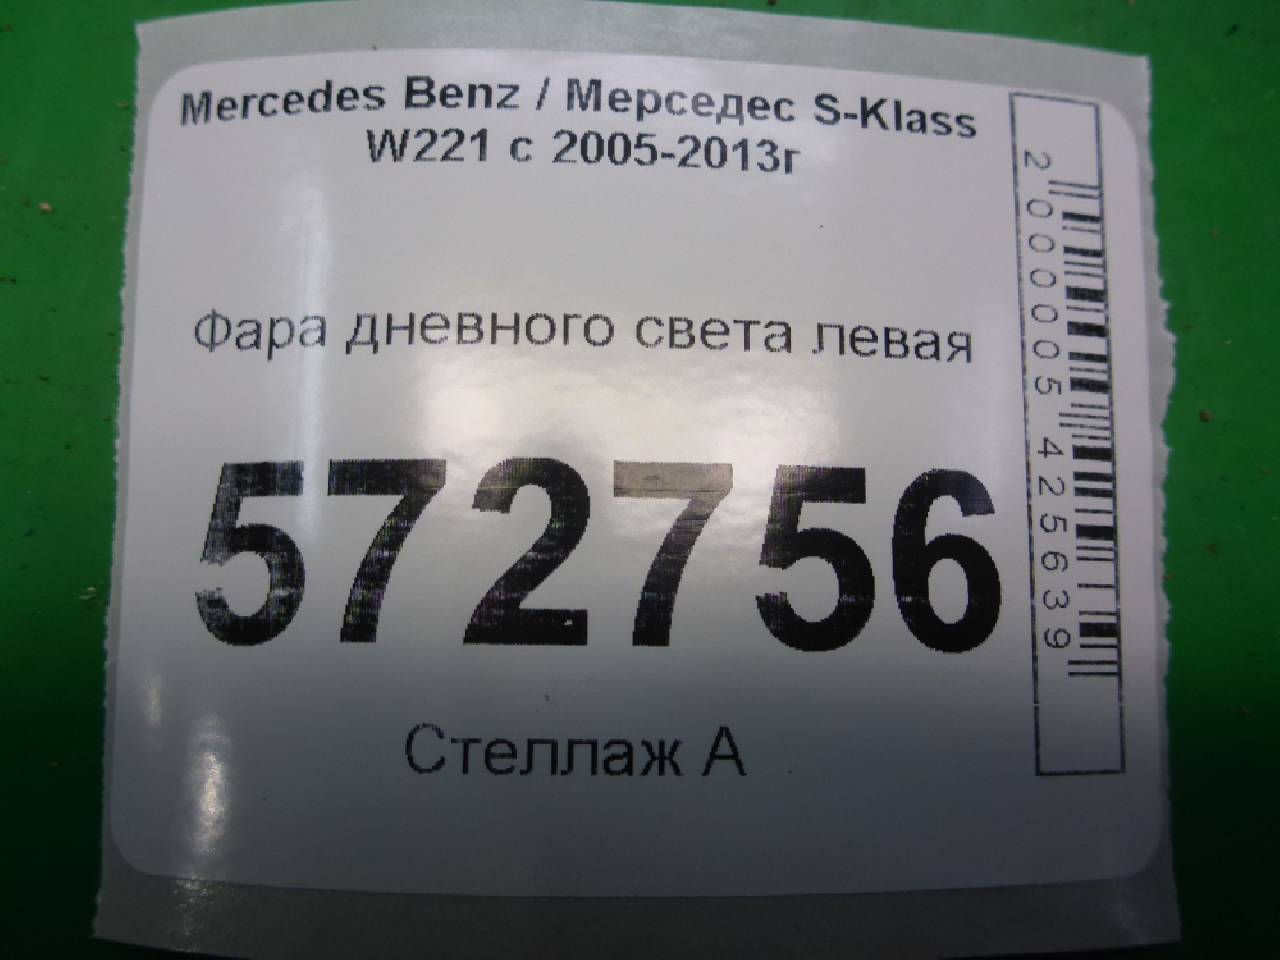 Mercedes Benz / Мерседес S-Klass
W221 с 2005-2013г
Фара дневного света левая
572756
Стеллаж А
2000005425639